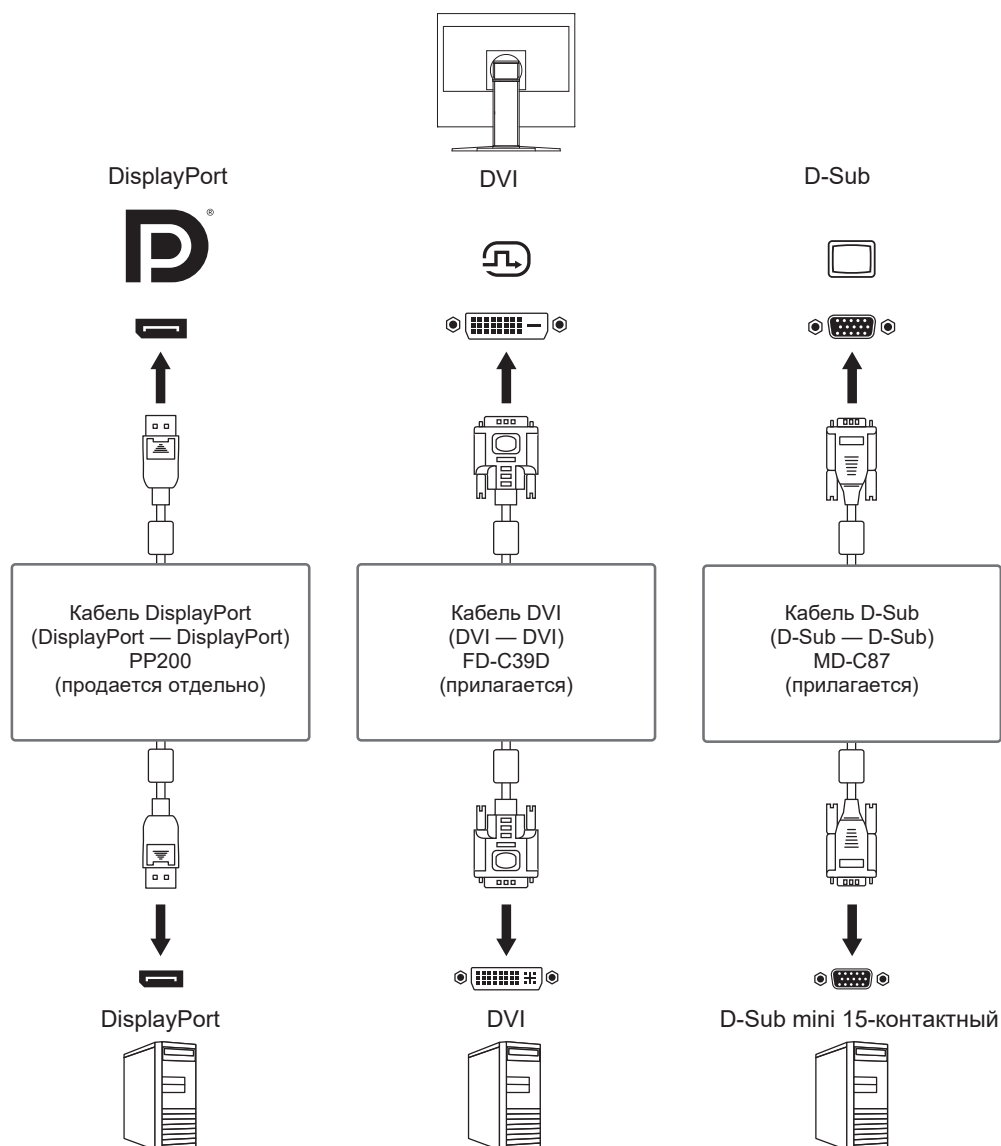 DisplayPort
DVI
D-Sub
®
Кабель DisplayPort
(DisplayPort — DisplayPort)
PP200
(продается отдельно)
Кабель DVI
(DVI — DVI)
FD-C39D
(прилагается)
Кабель D-Sub
(D-Sub — D-Sub)
MD-C87
(прилагается)
DisplayPort
DVI
D-Sub mini 15-контактный